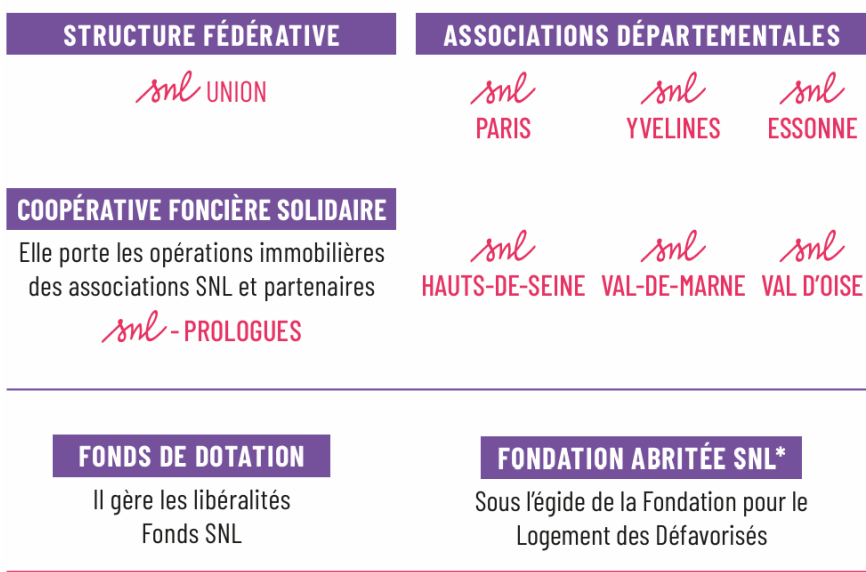 STRUCTURE FÉDÉRATIVE
snl UNION
COOPÉRATIVE FONCIÈRE SOLIDAIRE
Elle porte les opérations immobilières
des associations SNL et partenaires
snl - PROLOGUES
ASSOCIATIONS DÉPARTEMENTALES
snl
PARIS
snl
YVELINES
snl
ESSONNE
snl
HAUTS-DE-SEINE
snl
VAL-DE-MARNE
snl
VAL D'OISE
FONDS DE DOTATION
Il gère les libéralités
Fonds SNL
FONDATION ABRITÉE SNL*
Sous l'égide de la Fondation pour le
Logement des Défavorisés